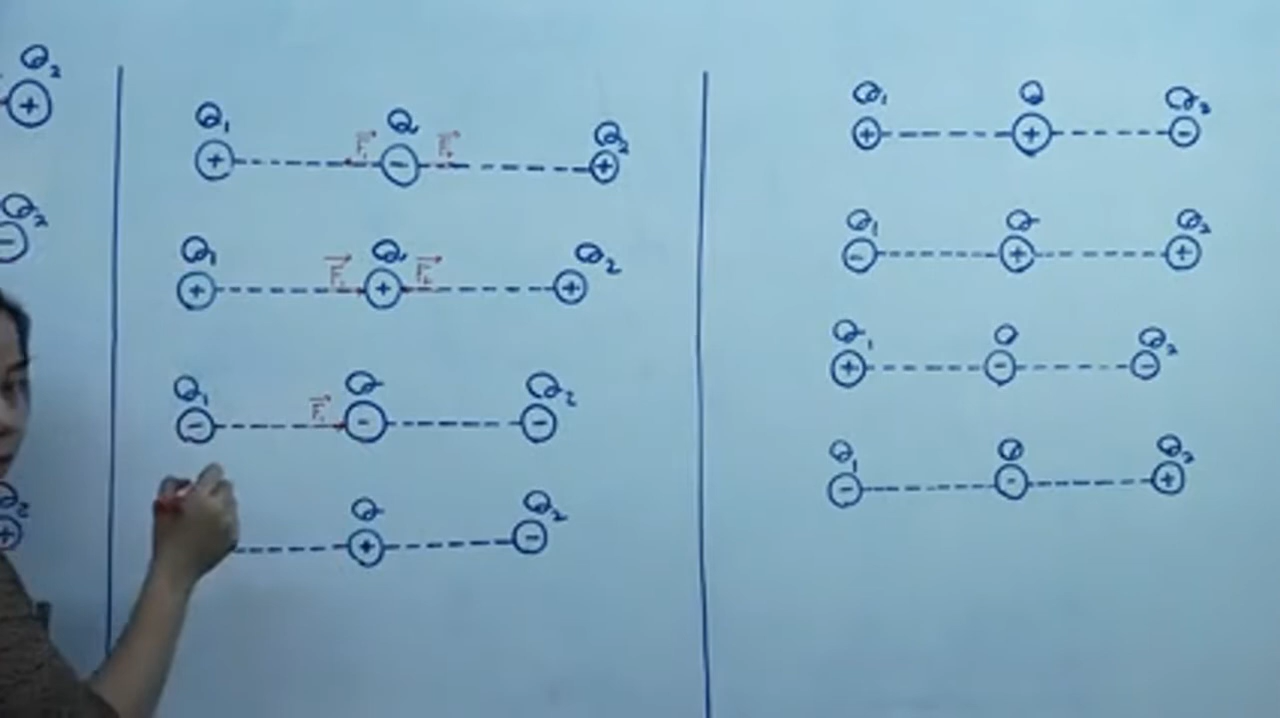 Q₂
+
Q₂
-
Q₂
+
Q₁ Q Q₂
+ F₁ - F₂ +
Q₁ Q Q₂
+ F₁ + F₂ +
Q₁ Q Q₂
- F₁ - -
Q Q₂
+ -
Q₁ Q Q₂
+ + -
Q₁ Q Q₂
- + +
Q₁ Q Q₂
+ - -
Q₁ Q Q₂
- - +